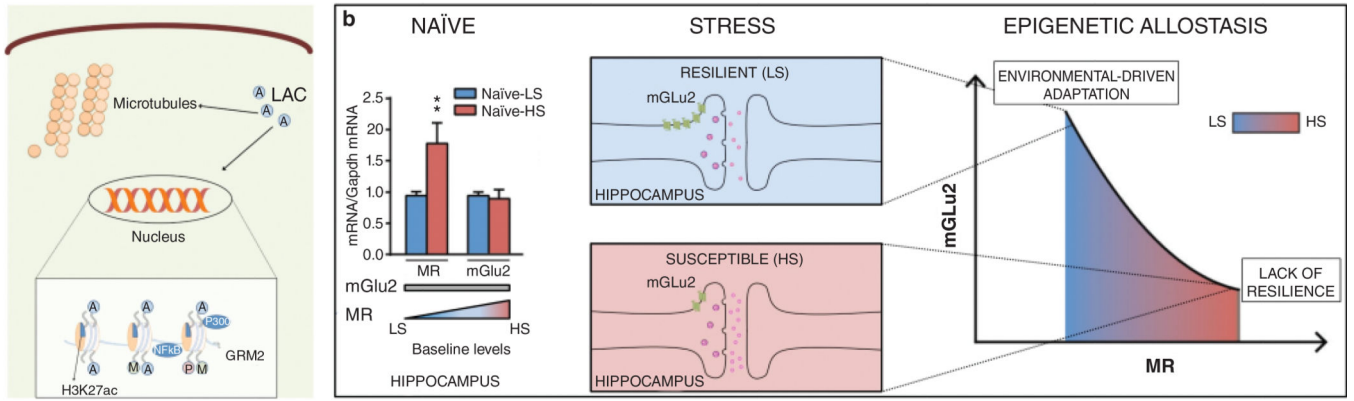 A
LAC
A
A
Microtubules
Nucleus
A
A
A
P300
NFkB
GRM2
A
M
A
P
M
H3K27ac
b
NAÏVE
STRESS
EPIGENETIC ALLOSTASIS
mRNA/Gapdh mRNA
2.5
20
1.5
1.0
0.5
0.0
Naïve-LS
Naïve-HS
**
MR
mGlu2
mGlu2
MR
LS
HS
Baseline levels
HIPPOCAMPUS
RESILIENT (LS)
mGLu2
HIPPOCAMPUS
SUSCEPTIBLE (HS)
mGLu2
HIPPOCAMPUS
ENVIRONMENTAL-DRIVEN
ADAPTATION
LS
HS
mGLu2
LACK OF
RESILIENCE
MR